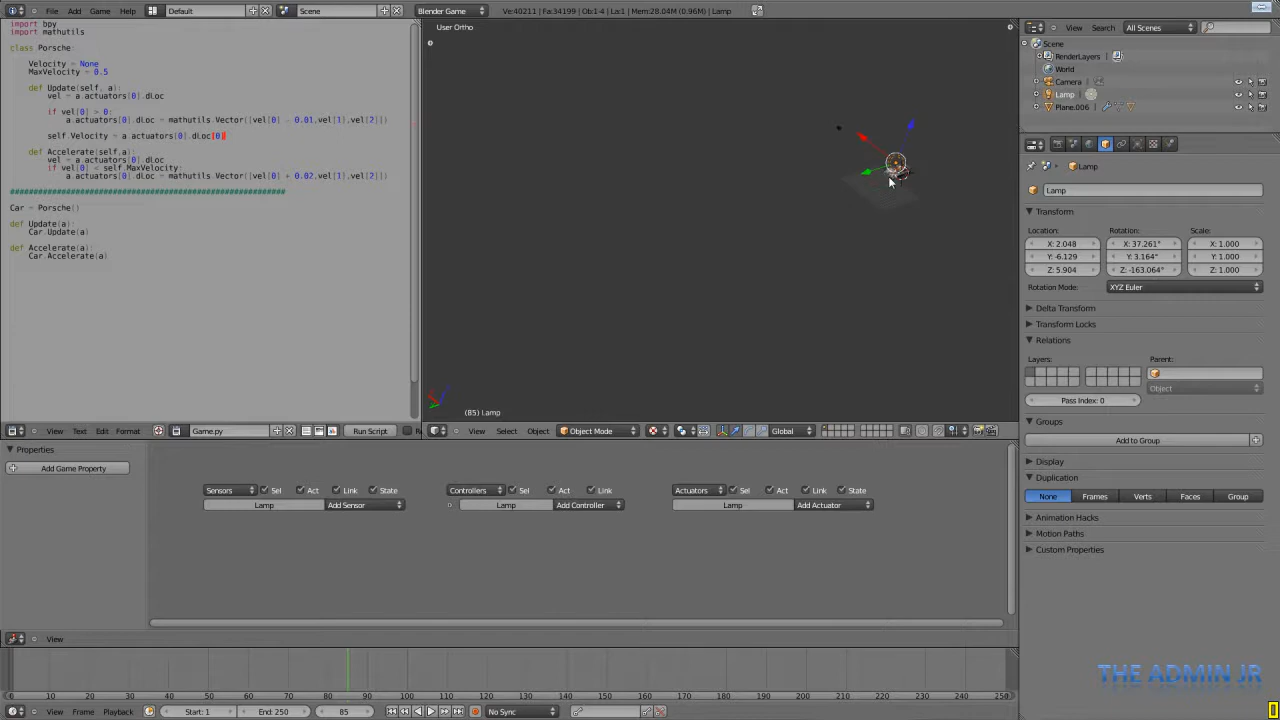 File Add Game Help Default Scene Blender Game Ve:40211 | Fa:34199 | Ob:1-4 | La:1 | Mem:28.04M (0.96M) | Lamp
import bpy
import mathutils
class Porsche:
Velocity = None
MaxVelocity = 0.5
def Update(self, a):
vel = a.actuators[0].dLoc
if vel[0] > 0:
a.actuators[0].dLoc = mathutils.Vector((vel[0] - 0.01,vel[1],vel[2]))
self.Velocity = a.actuators[0].dLoc[0]
def Accelerate(self,a):
vel = a.actuators[0].dLoc
if vel[0] < self.MaxVelocity:
a.actuators[0].dLoc = mathutils.Vector((vel[0] + 0.02,vel[1],vel[2]))
############################################################
Car = Porsche()
def Update(a):
Car.Update(a)
def Accelerate(a):
Car.Accelerate(a)
View Text Edit Format Game.py Run Script R
User Ortho
(85) Lamp
View Select Object Object Mode Global
View Search All Scenes
Scene
RenderLayers
World
Camera
Lamp
Plane.006
Lamp
Lamp
Transform
Location: Rotation: Scale:
X: 2.048 X: 37.261° X: 1.000
Y: -6.129 Y: 3.164° Y: 1.000
Z: 5.904 Z: -163.064° Z: 1.000
Rotation Mode: XYZ Euler
Delta Transform
Transform Locks
Relations
Layers: Parent:
Object
Pass Index: 0
Groups
Add to Group
Display
Duplication
None Frames Verts Faces Group
Animation Hacks
Motion Paths
Custom Properties
Properties
Add Game Property
Sensors Sel Act Link State Controllers Sel Act Link Actuators Sel Act Link State
Lamp Add Sensor Lamp Add Controller Lamp Add Actuator
View
0 10 20 30 40 50 60 70 80 90 100 110 120 130 140 150 160 170 180 190 200 210 220 230 240 250
View Frame Playback Start: 1 End: 250 85 No Sync
THE ADMIN JR